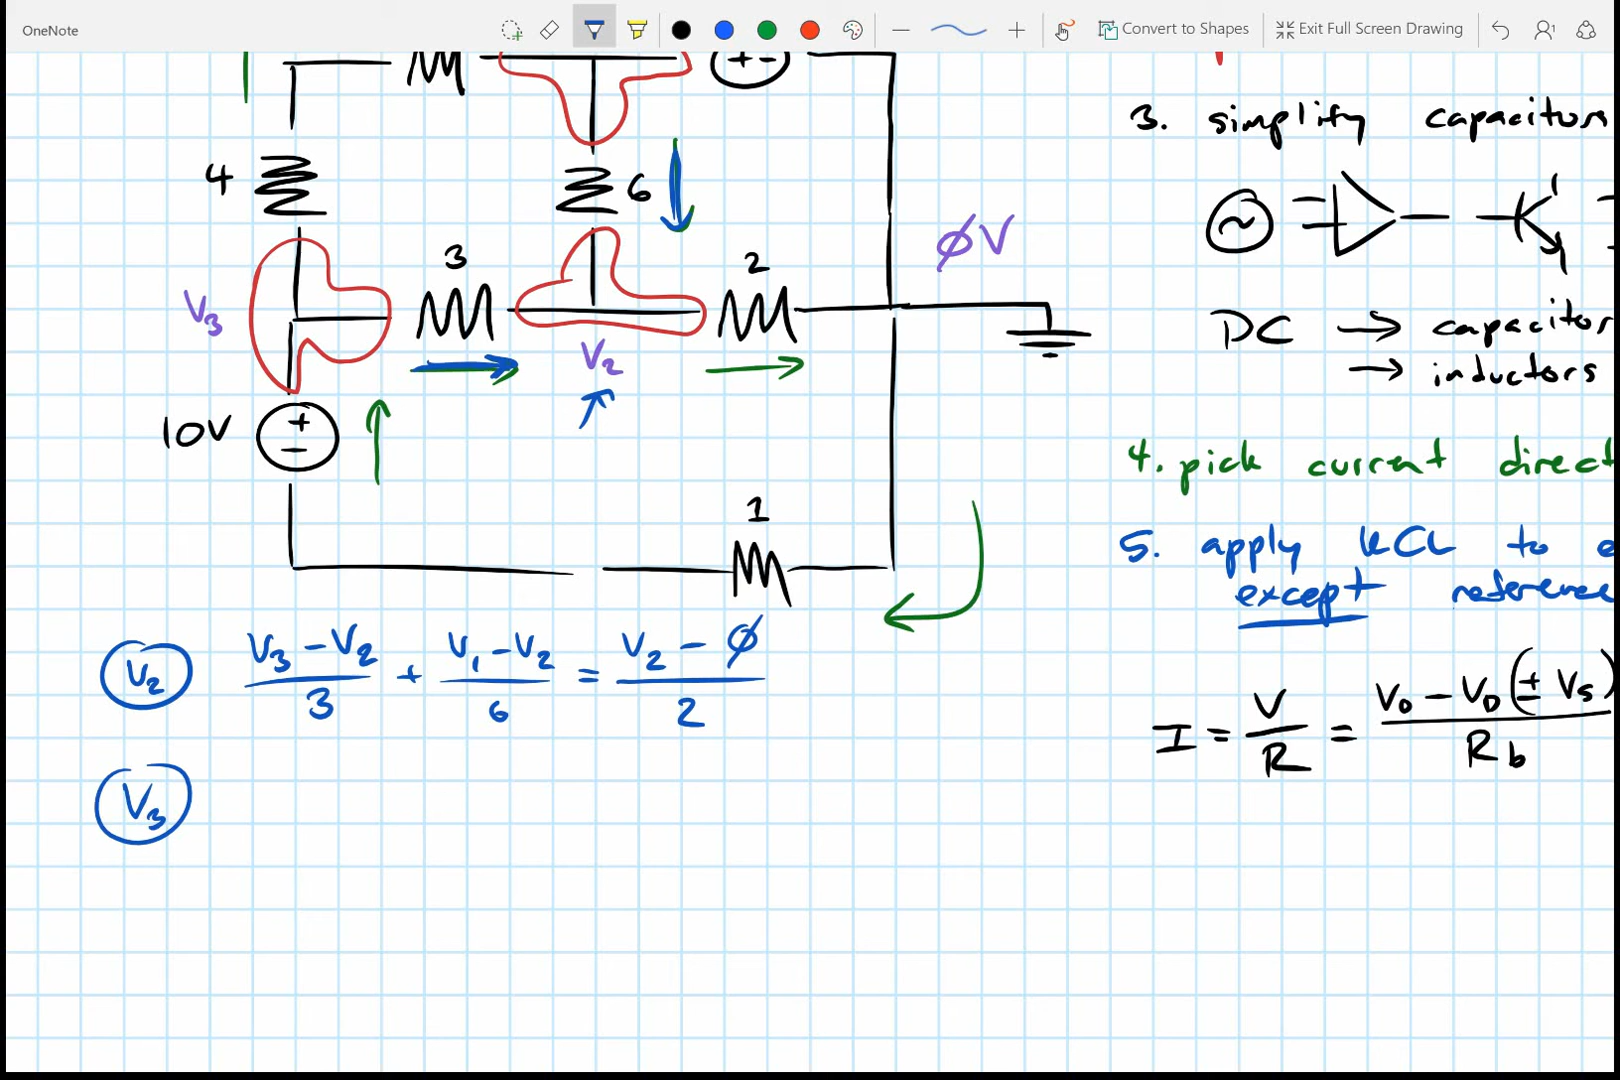 OneNote
Convert to Shapes
Exit Full Screen Drawing
+ -
4
6
3
2
ØV
V3
V2
10V
+
-
1
V2
V3 - V2 / 3 + V1 - V2 / 6 = V2 - Ø / 2
V3
3. simplify capacitors
DC → capacitor
→ inductors
4. pick current direct
5. apply KCL to e
except reference
I = V / R = V0 - VD (± Vs) / Rb